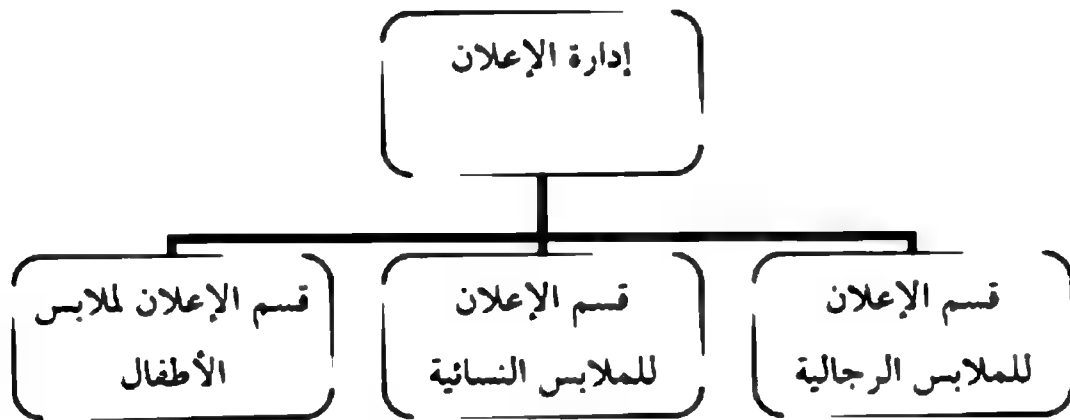 إدارة الإعلان
قسم الإعلان
للملابس الرجالية
قسم الإعلان
للملابس النسائية
قسم الإعلان لملابس
الأطفال